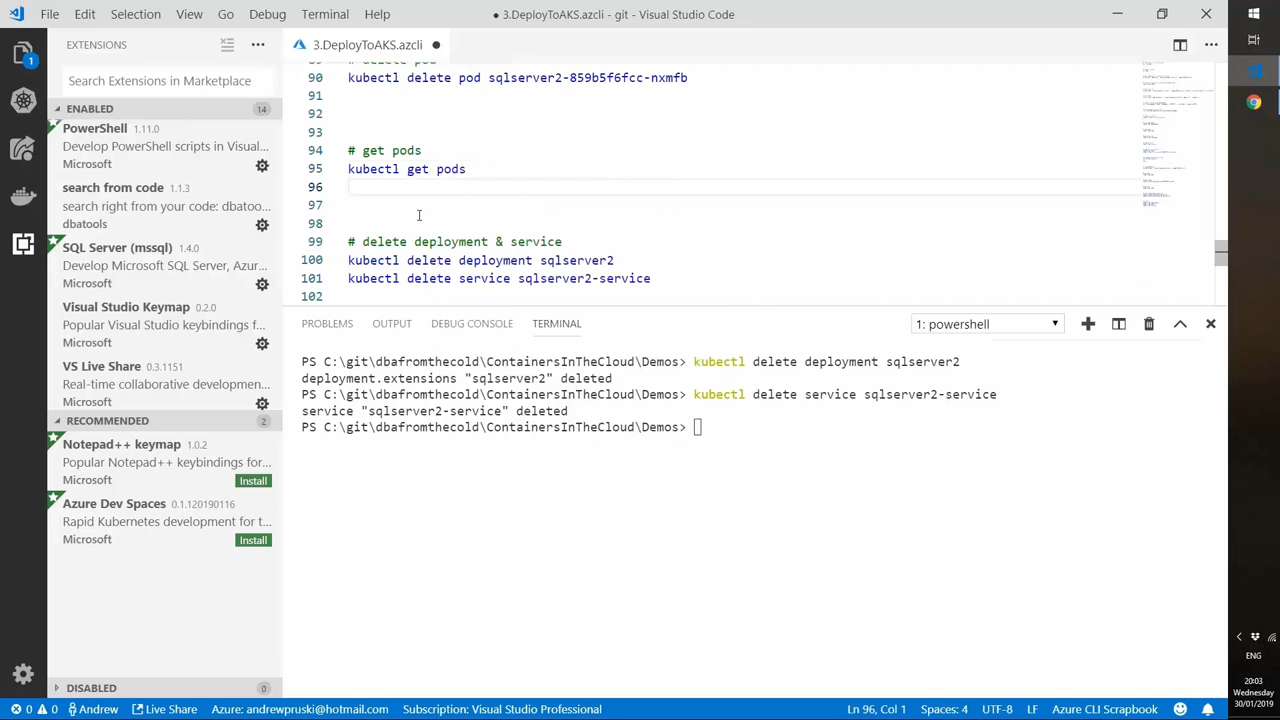 File Edit Selection View Go Debug Terminal Help
● 3.DeployToAKS.azcli - git - Visual Studio Code
EXTENSIONS
3.DeployToAKS.azcli
Search Extensions in Marketplace
ENABLED 14
PowerShell 1.11.0
Develop PowerShell scripts in Visual...
Microsoft
search from code 1.1.3
search right from your code: dbatoo...
dbatools
SQL Server (mssql) 1.4.0
Develop Microsoft SQL Server, Azur...
Microsoft
Visual Studio Keymap 0.2.0
Popular Visual Studio keybindings f...
Microsoft
VS Live Share 0.3.1151
Real-time collaborative developmen...
Microsoft
RECOMMENDED 2
Notepad++ keymap 1.0.2
Popular Notepad++ keybindings for...
Microsoft Install
Azure Dev Spaces 0.1.120190116
Rapid Kubernetes development for t...
Microsoft Install
DISABLED 0
89 # delete pod
90 kubectl delete pod sqlserver2-859b5f6fcc-nxmfb
91
92
93
94 # get pods
95 kubectl get pods
96
97
98
99 # delete deployment & service
100 kubectl delete deployment sqlserver2
101 kubectl delete service sqlserver2-service
102
PROBLEMS OUTPUT DEBUG CONSOLE TERMINAL 1: powershell
PS C:\git\dbafromthecold\ContainersInTheCloud\Demos> kubectl delete deployment sqlserver2
deployment.extensions "sqlserver2" deleted
PS C:\git\dbafromthecold\ContainersInTheCloud\Demos> kubectl delete service sqlserver2-service
service "sqlserver2-service" deleted
PS C:\git\dbafromthecold\ContainersInTheCloud\Demos>
0 0 Andrew Live Share Azure: andrewpruski@hotmail.com Subscription: Visual Studio Professional Ln 96, Col 1 Spaces: 4 UTF-8 LF Azure CLI Scrapbook
1
ENG
20:03
Wednesday
30/01/2019